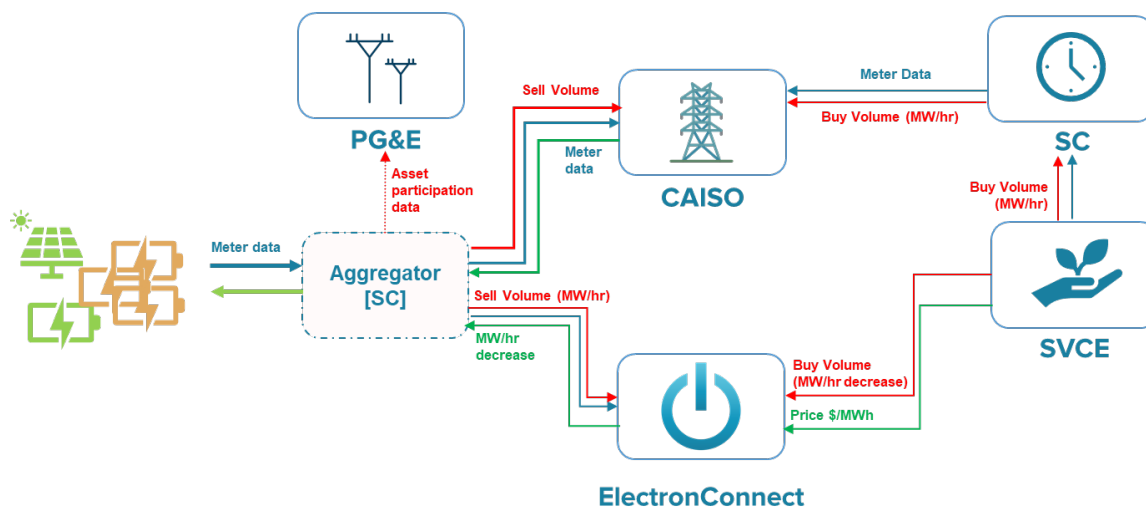 PG&E
Sell Volume
Meter Data
Buy Volume (MW/hr)
SC
Meter
data
CAISO
Asset
participation
data
Buy Volume
(MW/hr)
Meter data
Aggregator
[SC]
Sell Volume (MW/hr)
MW/hr
decrease
SVCE
Buy Volume
(MW/hr decrease)
Price $/MWh
ElectronConnect